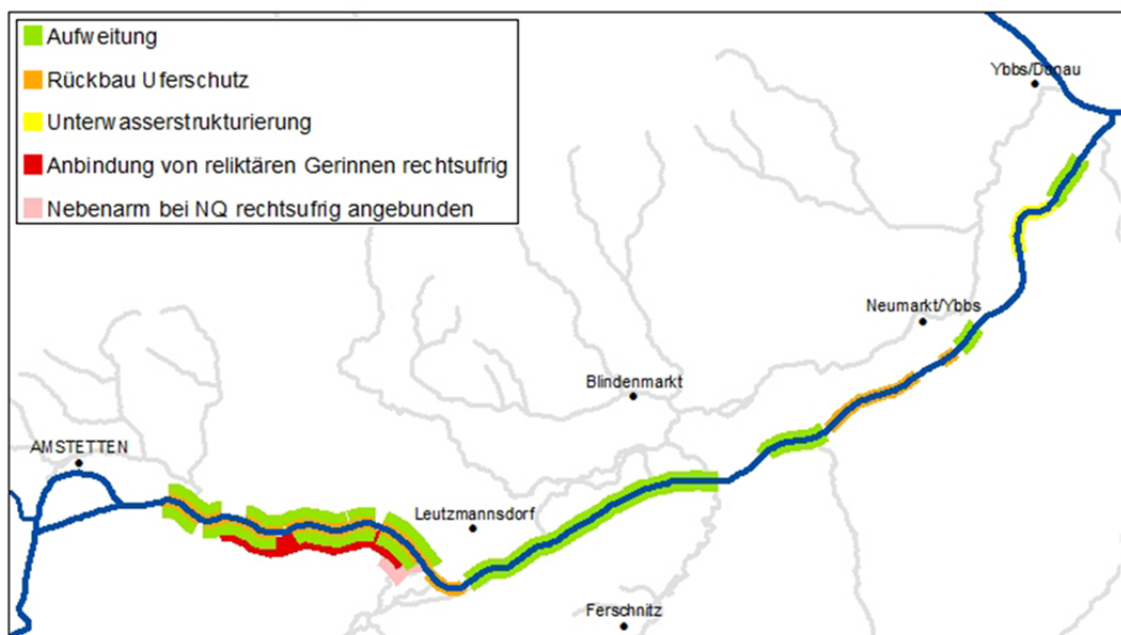 Aufweitung
Rückbau Uferschutz
Unterwasserstrukturierung
Anbindung von reliktären Gerinnen rechtsufrig
Nebenarm bei NQ rechtsufrig angebunden
Ybbs/Donau
Neumarkt/Ybbs
Blindenmarkt
AMSTETTEN
Leutzmannsdorf
Ferschnitz